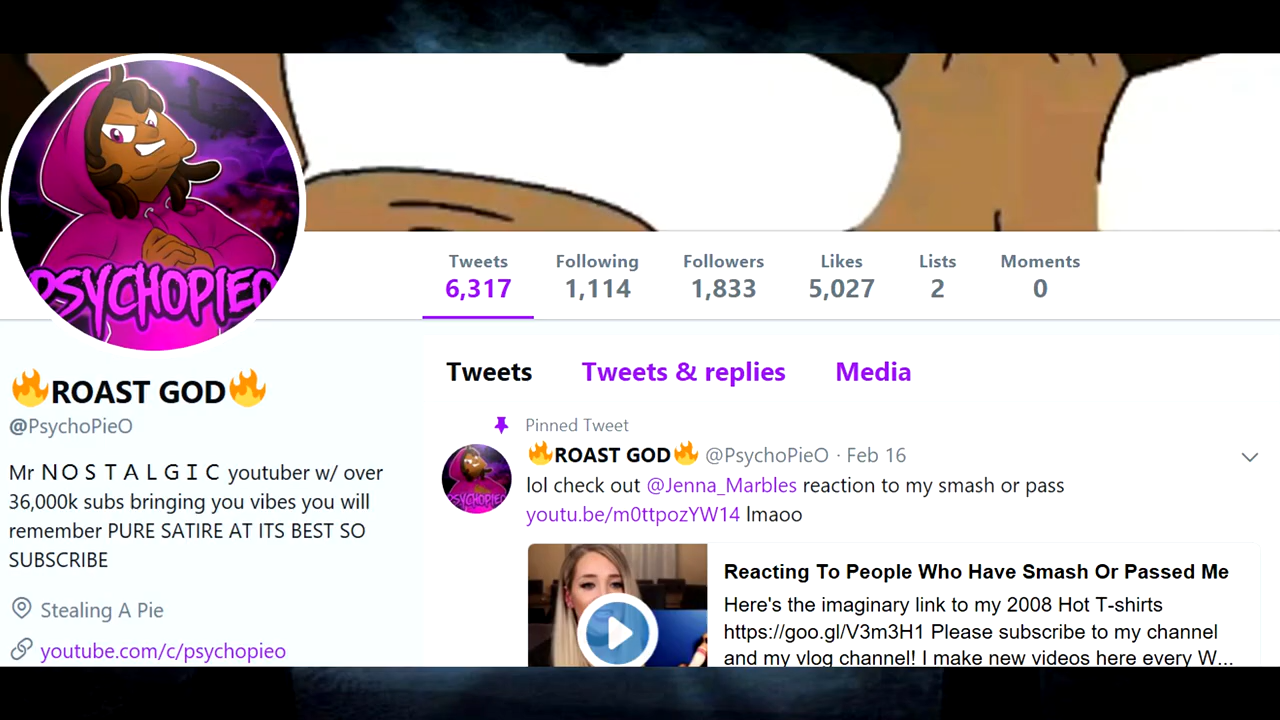 PSYCHOPIEO
Tweets Following Followers Likes Lists Moments
6,317 1,114 1,833 5,027 2 0
🔥ROAST GOD🔥
@PsychoPieO
Mr N O S T A L G I C youtuber w/ over
36,000k subs bringing you vibes you will
remember PURE SATIRE AT ITS BEST SO
SUBSCRIBE
Stealing A Pie
youtube.com/c/psychopieo
Tweets Tweets & replies Media
Pinned Tweet
🔥ROAST GOD🔥 @PsychoPieO · Feb 16
PSYCHOPIEO
lol check out @Jenna_Marbles reaction to my smash or pass
youtu.be/m0ttpozYW14 lmaoo
Reacting To People Who Have Smash Or Passed Me
Here's the imaginary link to my 2008 Hot T-shirts
https://goo.gl/V3m3H1 Please subscribe to my channel
and my vlog channel! I make new videos here every W...